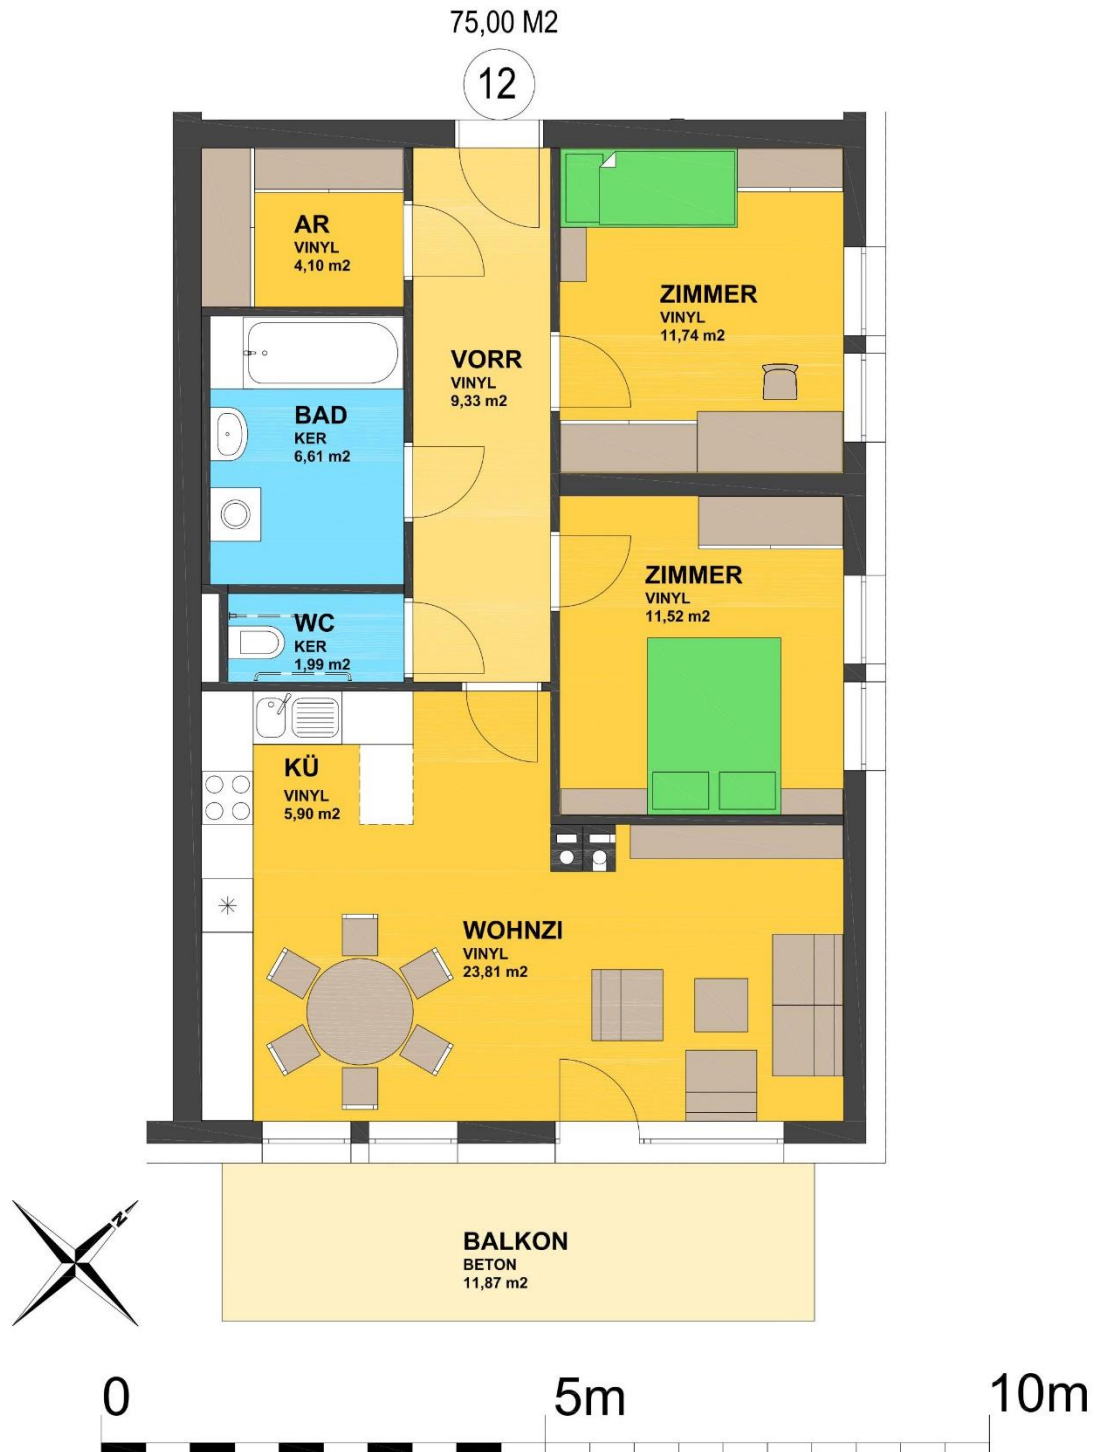 75,00 M2
12
AR
VINYL
4,10 m2
ZIMMER
VINYL
11,74 m2
VORR
VINYL
9,33 m2
BAD
KER
6,61 m2
ZIMMER
VINYL
11,52 m2
WC
KER
1,99 m2
KÜ
VINYL
5,90 m2
WOHNZI
VINYL
23,81 m2
N
BALKON
BETON
11,87 m2
0 5m 10m